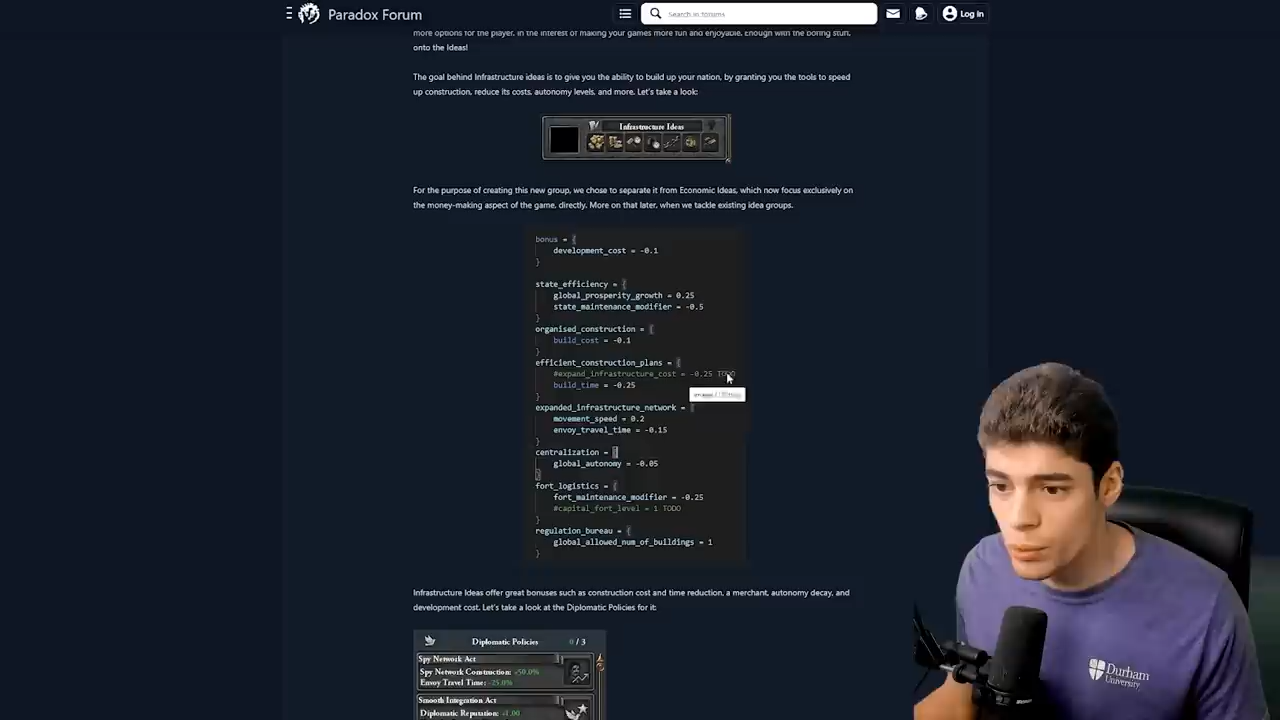 Paradox Forum
Search in forums
Log in
more options for the player, in the interest of making your games more fun and enjoyable. Enough with the boring stuff,
onto the Ideas!
The goal behind Infrastructure ideas is to give you the ability to build up your nation, by granting you the tools to speed
up construction, reduce its costs, autonomy levels, and more. Let's take a look:
Infrastructure Ideas
For the purpose of creating this new group, we chose to separate it from Economic Ideas, which now focus exclusively on
the money-making aspect of the game, directly. More on that later, when we tackle existing idea groups.
bonus = {
development_cost = -0.1
}
state_efficiency = {
global_prosperity_growth = 0.25
state_maintenance_modifier = -0.5
}
organised_construction = {
build_cost = -0.1
}
efficient_construction_plans = {
#expand_infrastructure_cost = -0.25 TODO
build_time = -0.25
}
expanded_infrastructure_network = {
movement_speed = 0.2
envoy_travel_time = -0.15
}
centralization = {
global_autonomy = -0.05
}
fort_logistics = {
fort_maintenance_modifier = -0.25
#capital_fort_level = 1 TODO
}
regulation_bureau = {
global_allowed_num_of_buildings = 1
}
Infrastructure Ideas offer great bonuses such as construction cost and time reduction, a merchant, autonomy decay, and
development cost. Let's take a look at the Diplomatic Policies for it:
Diplomatic Policies 0 / 3
Spy Network Act
Spy Network Construction: +50.0%
Envoy Travel Time: -25.0%
Smooth Integration Act
Diplomatic Reputation: +1.00
Durham
University